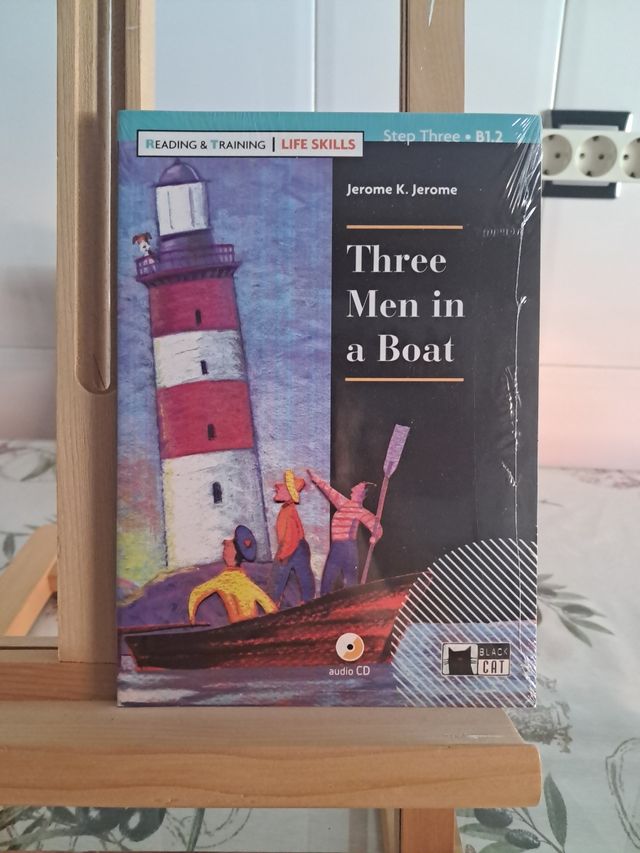 READING & TRAINING | LIFE SKILLS
Step Three • B1.2
Jerome K. Jerome
Three
Men in
a Boat
audio CD
BLACK
CAT